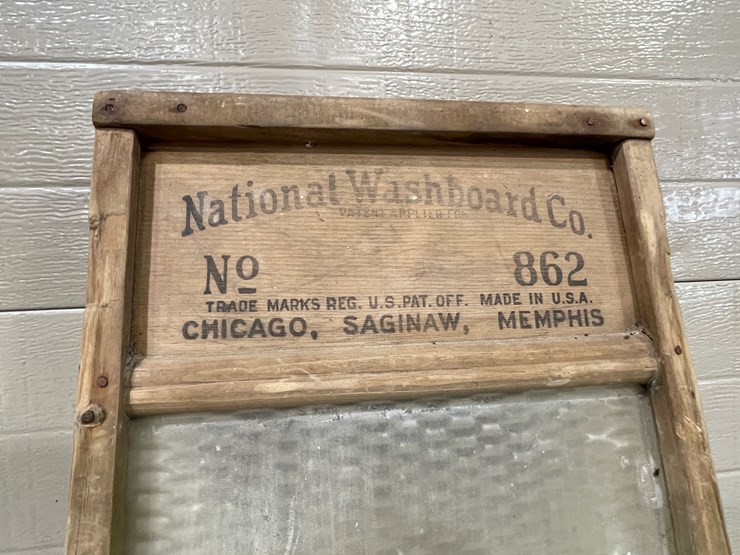 National Washboard Co.
PATENT APPLIED FOR
No 862
TRADE MARKS REG. U.S. PAT. OFF. MADE IN U.S.A.
CHICAGO, SAGINAW, MEMPHIS